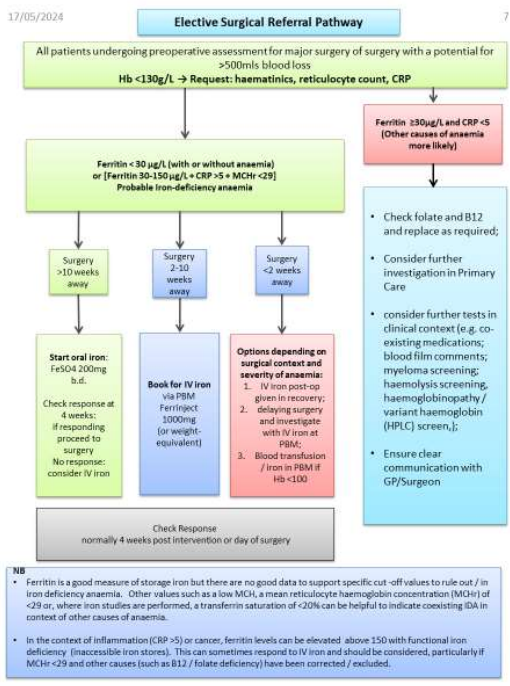 17/05/2024
7
Elective Surgical Referral Pathway
All patients undergoing preoperative assessment for major surgery of surgery with a potential for
>500mls blood loss
Hb <130g/L → Request: haematinics, reticulocyte count, CRP
Ferritin ≥30µg/L and CRP <5
(Other causes of anaemia
more likely)
Ferritin < 30 µg/L (with or without anaemia)
or [Ferritin 30-150 µg/L + CRP >5 + MCHr <29]
Probable Iron-deficiency anaemia
Surgery
>10 weeks
away
Surgery
2-10
weeks
away
Surgery
<2 weeks
away
Start oral iron:
FeSO4 200mg
b.d.
Check response at
4 weeks:
if responding
proceed to
surgery
No response:
consider IV iron
Book for IV iron
via PBM
Ferrinject
1000mg
(or weight-
equivalent)
Options depending on
surgical context and
severity of anaemia:
1. IV iron post-op
given in recovery;
2. delaying surgery
and investigate
with IV iron at
PBM;
3. Blood transfusion
/ iron in PBM if
Hb <100
• Check folate and B12
and replace as required;
• Consider further
investigation in Primary
Care
• consider further tests in
clinical context (e.g. co-
existing medications;
blood film comments;
myeloma screening;
haemolysis screening,
haemoglobinopathy /
variant haemoglobin
(HPLC) screen,);
• Ensure clear
communication with
GP/Surgeon
Check Response
normally 4 weeks post intervention or day of surgery
NB
• Ferritin is a good measure of storage iron but there are no good data to support specific cut -off values to rule out / in
iron deficiency anaemia. Other values such as a low MCH, a mean reticulocyte haemoglobin concentration (MCHr) of
<29 or, where iron studies are performed, a transferrin saturation of <20% can be helpful to indicate coexisting IDA in
context of other causes of anaemia.
• In the context of inflammation (CRP >5) or cancer, ferritin levels can be elevated above 150 with functional iron
deficiency (inaccessible iron stores). This can sometimes respond to IV iron and should be considered, particularly if
MCHr <29 and other causes (such as B12 / folate deficiency) have been corrected / excluded.